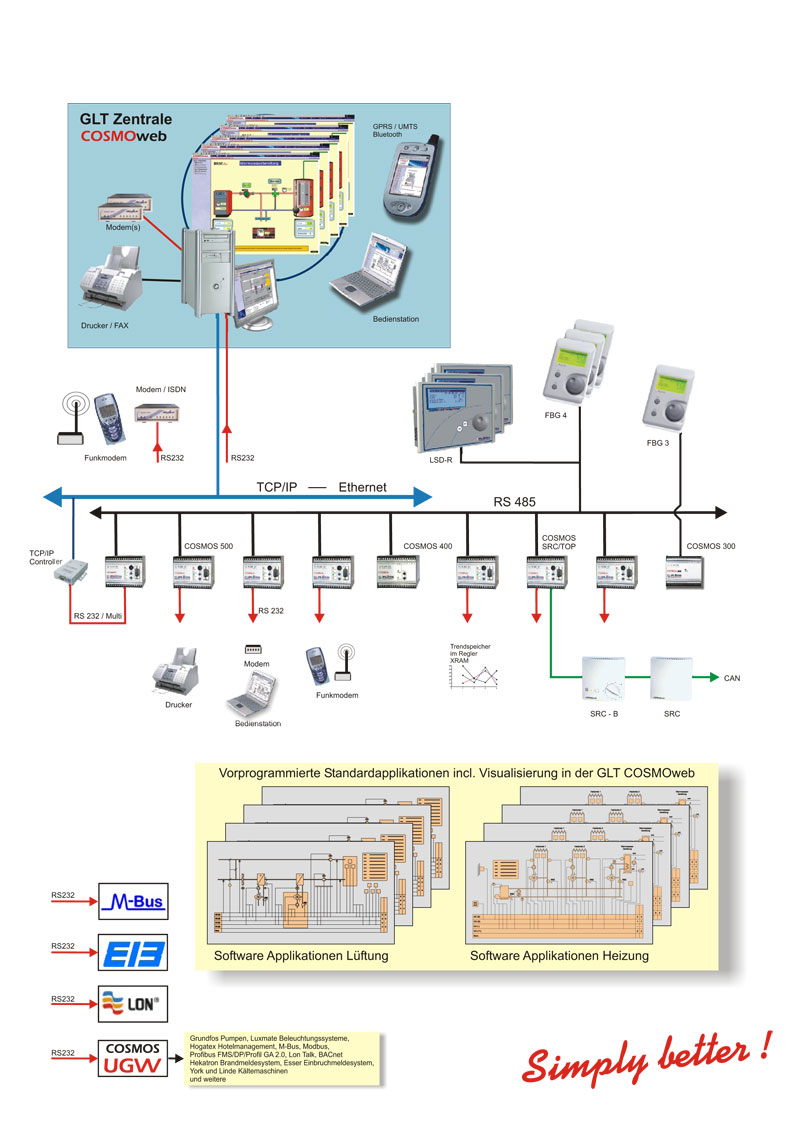 GLT Zentrale
COSMOweb
GPRS / UMTS
Bluetooth
Modem(s)
Drucker / FAX
Bedienstation
Modem / ISDN
Funkmodem
RS232
RS232
LSD-R
FBG 4
FBG 3
TCP/IP — Ethernet
RS 485
TCP/IP
Controller
COSMOS 500
COSMOS 400
COSMOS
SRC/TOP
COSMOS 300
RS 232 / Multi
RS 232
Drucker
Modem
Bedienstation
Funkmodem
Trendspeicher
im Regler
XRAM
CAN
SRC - B
SRC
Vorprogrammierte Standardapplikationen incl. Visualisierung in der GLT COSMOweb
Software Applikationen Lüftung
Software Applikationen Heizung
RS232
M-Bus
RS232
EIB
RS232
LON®
RS232
COSMOS
UGW
Grundfos Pumpen, Luxmate Beleuchtungssysteme,
Hogatex Hotelmanagement, M-Bus, Modbus,
Profibus FMS/DP/Profil GA 2.0, Lon Talk, BACnet
Hekatron Brandmeldesystem, Esser Einbruchmeldesystem,
York und Linde Kältemaschinen
und weitere
Simply better !